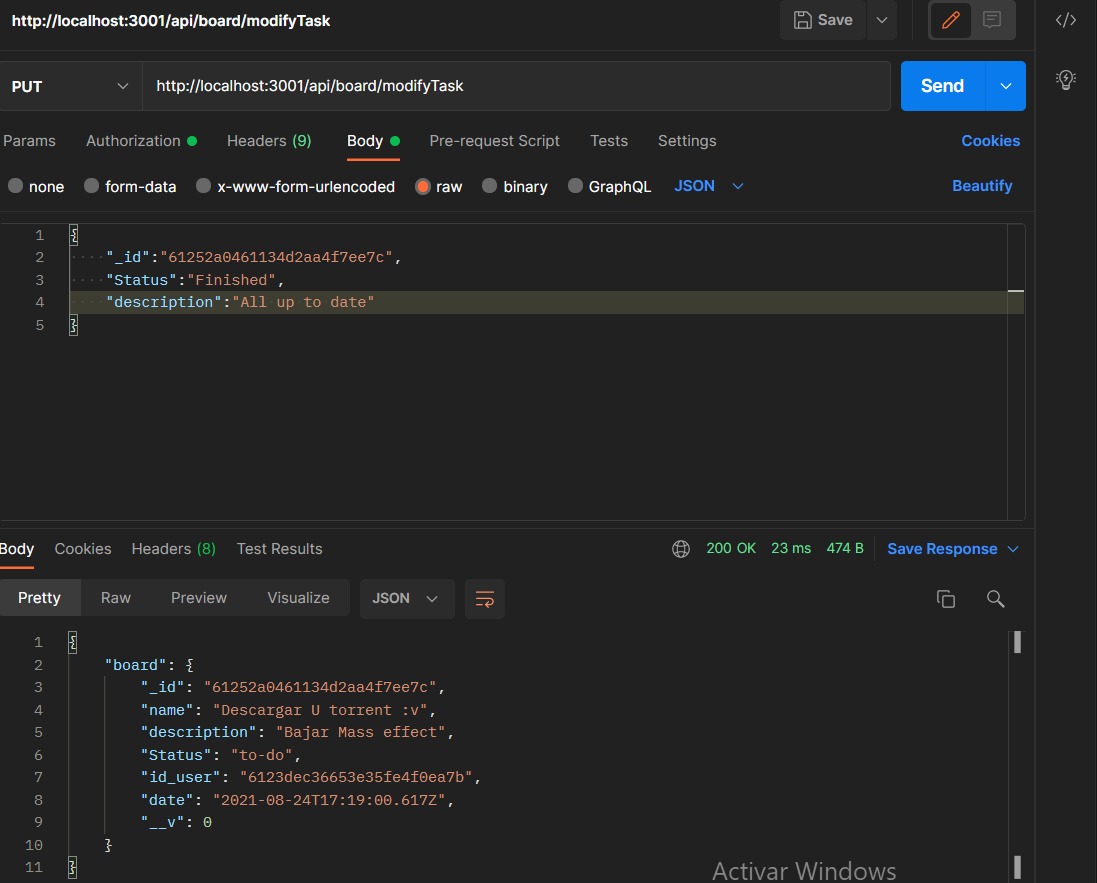 http://localhost:3001/api/board/modifyTask
Save
PUT
http://localhost:3001/api/board/modifyTask
Send
Params Authorization Headers (9) Body Pre-request Script Tests Settings Cookies
none form-data x-www-form-urlencoded raw binary GraphQL JSON Beautify
1 {
2 "_id":"61252a0461134d2aa4f7ee7c",
3 "Status":"Finished",
4 "description":"All up to date"
5 }
Body Cookies Headers (8) Test Results 200 OK 23 ms 474 B Save Response
Pretty Raw Preview Visualize JSON
1 {
2 "board": {
3 "_id": "61252a0461134d2aa4f7ee7c",
4 "name": "Descargar U torrent :v",
5 "description": "Bajar Mass effect",
6 "Status": "to-do",
7 "id_user": "6123dec36653e35fe4f0ea7b",
8 "date": "2021-08-24T17:19:00.617Z",
9 "__v": 0
10 }
11 }
Activar Windows